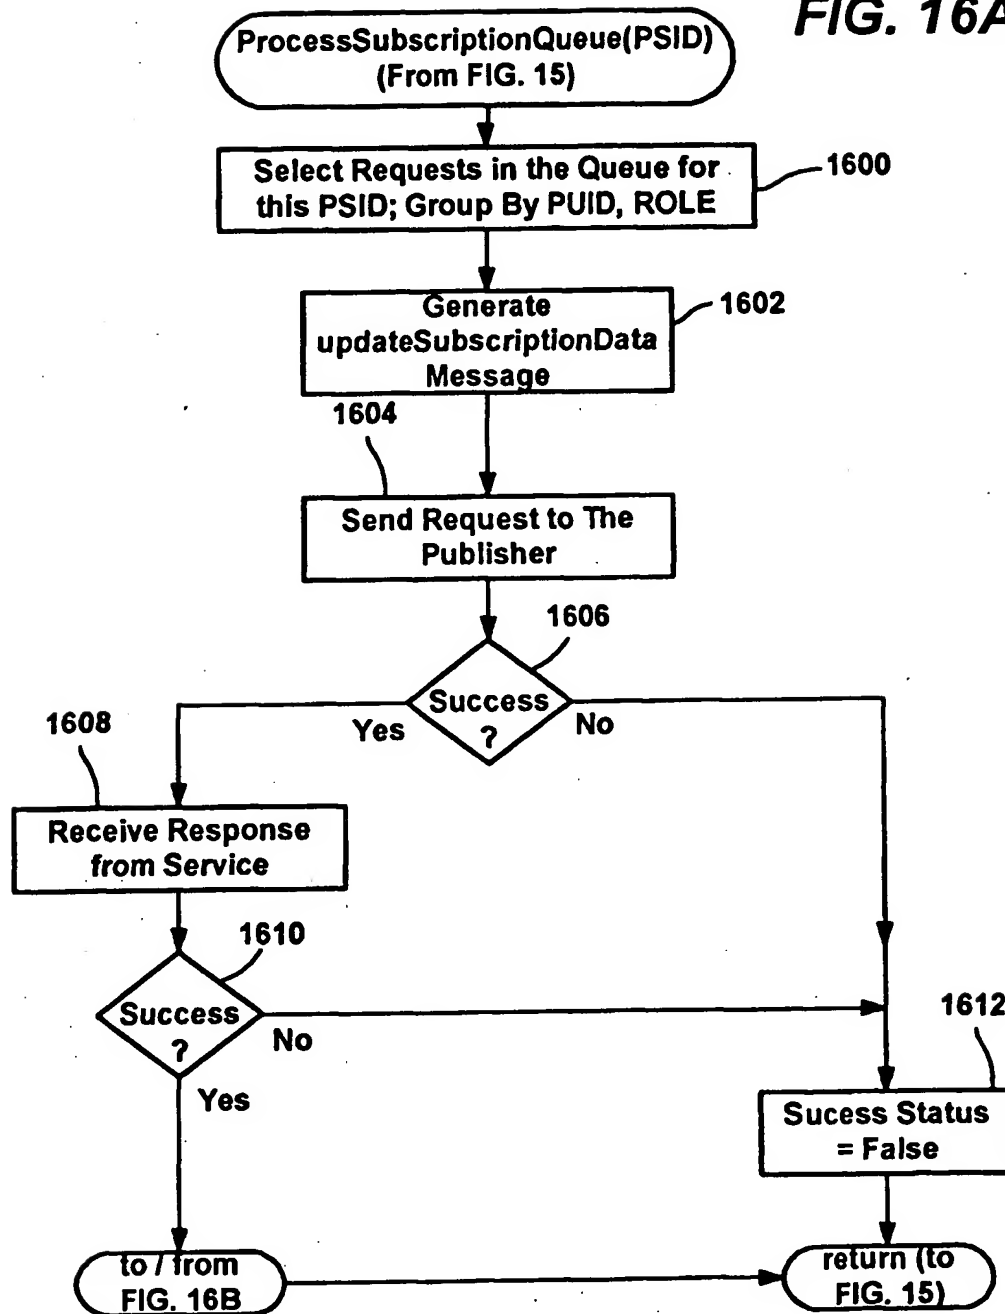 FIG. 16A
ProcessSubscriptionQueue(PSID)
(From FIG. 15)
Select Requests in the Queue for
this PSID; Group By PUID, ROLE
1600
Generate
updateSubscriptionData
Message
1602
1604
Send Request to The
Publisher
1606
Success
?
Yes
No
1608
Receive Response
from Service
1610
Success
?
No
Yes
1612
Sucess Status
= False
to / from
FIG. 16B
return (to
FIG. 15)